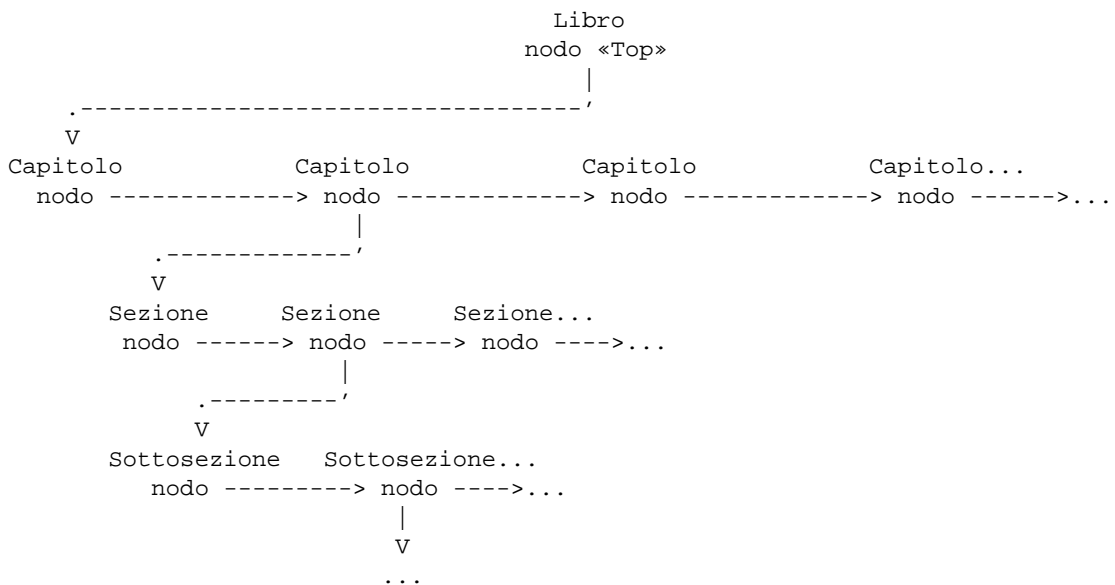 Libro
nodo «Top»
|
.-----------------------------------'
V
Capitolo Capitolo Capitolo Capitolo...
nodo -------------> nodo -------------> nodo -------------> nodo ------>...
|
.-------------'
V
Sezione Sezione Sezione...
nodo ------> nodo -----> nodo ---->...
|
.---------'
V
Sottosezione Sottosezione...
nodo ---------> nodo ---->...
|
V
...